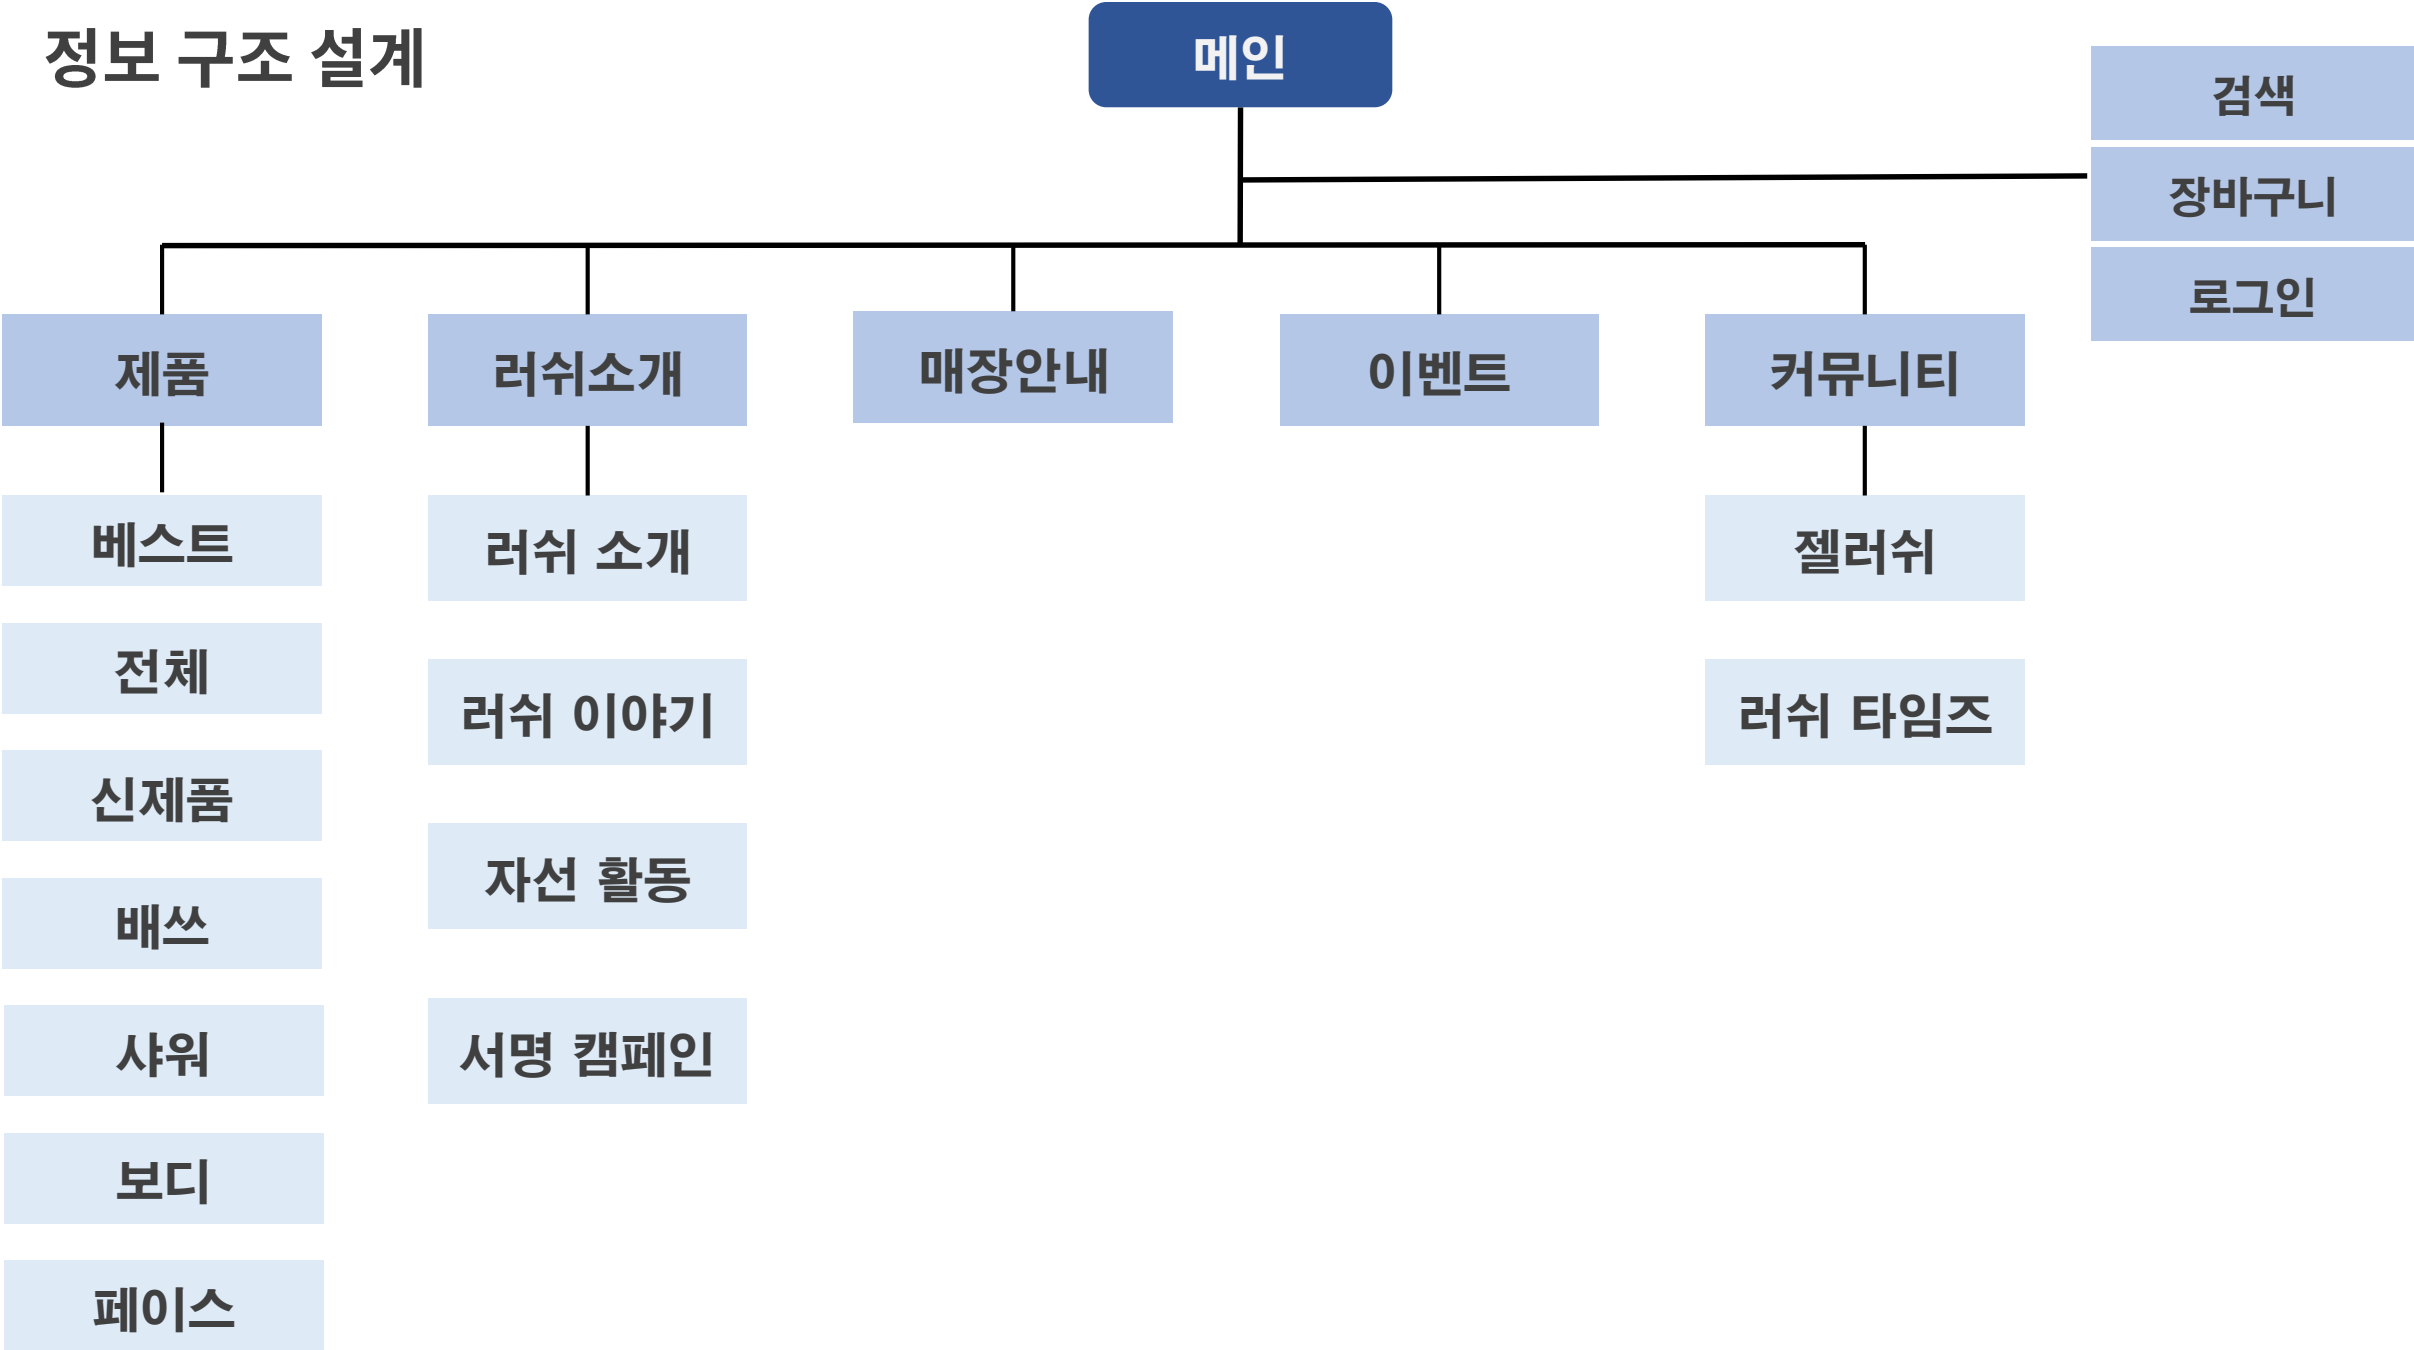 정보 구조 설계
메인
검색
장바구니
로그인
제품
러쉬소개
매장안내
이벤트
커뮤니티
베스트
전체
신제품
배쓰
샤워
보디
페이스
러쉬 소개
러쉬 이야기
자선 활동
서명 캠페인
젤러쉬
러쉬 타임즈